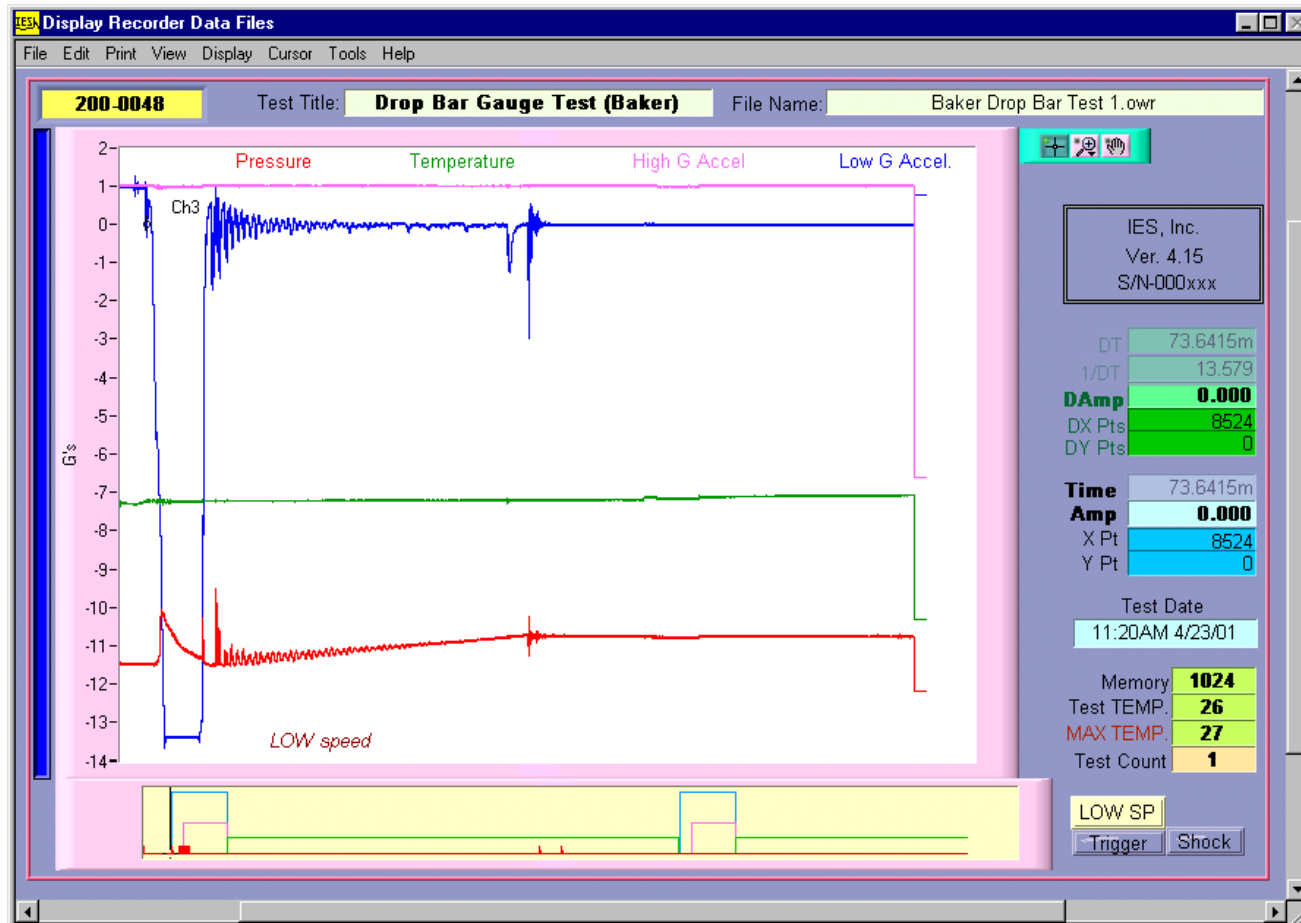 IESA Display Recorder Data Files
File Edit Print View Display Cursor Tools Help
200-0048 Test Title: Drop Bar Gauge Test (Baker) File Name: Baker Drop Bar Test 1.owr
Pressure Temperature High G Accel Low G Accel.
Ch3
G's
2
1
0
-1
-2
-3
-4
-5
-6
-7
-8
-9
-10
-11
-12
-13
-14
LOW speed
IES, Inc.
Ver. 4.15
S/N-000xxx
DT 73.6415m
1/DT 13.579
DAmp 0.000
DX Pts 8524
DY Pts 0
Time 73.6415m
Amp 0.000
X Pt 8524
Y Pt 0
Test Date
11:20AM 4/23/01
Memory 1024
Test TEMP. 26
MAX TEMP. 27
Test Count 1
LOW SP
Trigger Shock